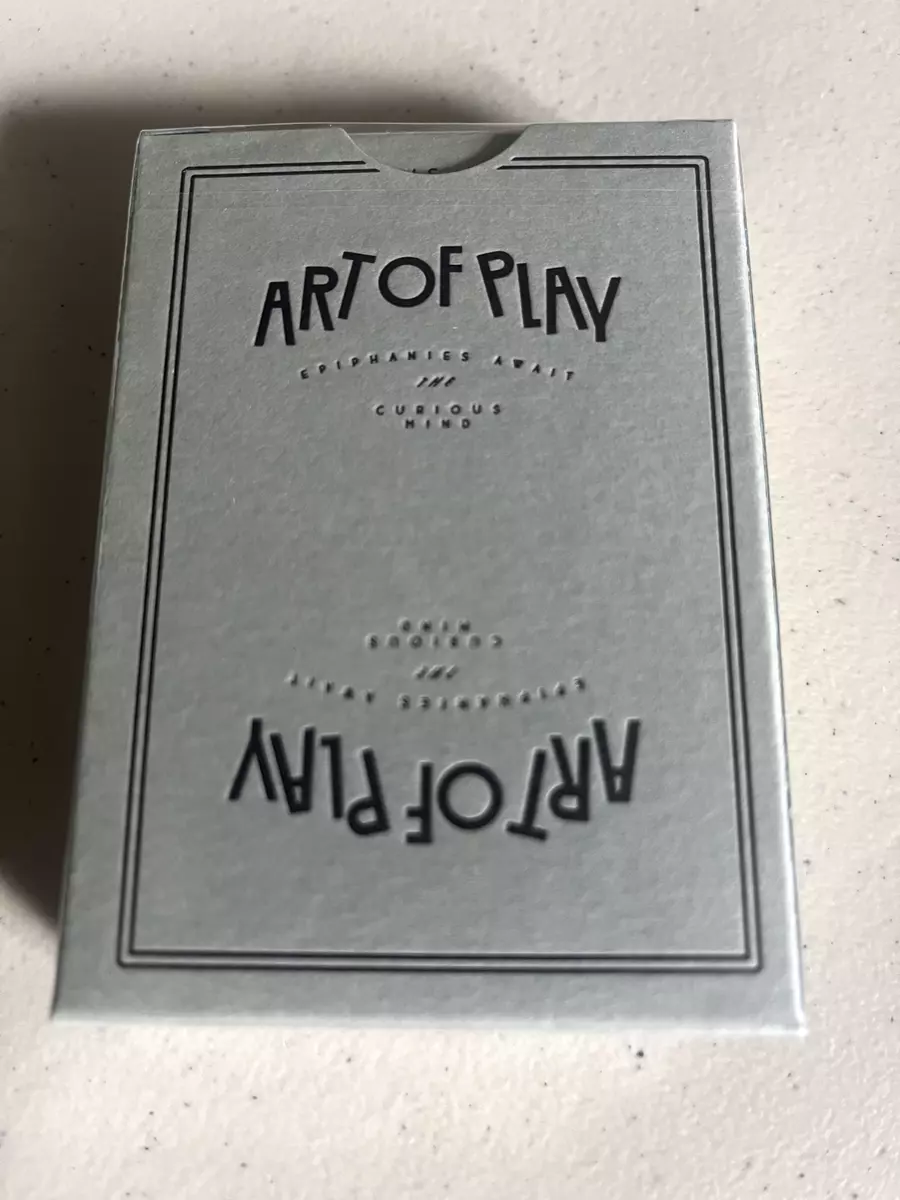 ART OF PLAY
EPIPHANIES AWAIT
THE
CURIOUS
MIND
ART OF PLAY
EPIPHANIES AWAIT
THE
CURIOUS
MIND